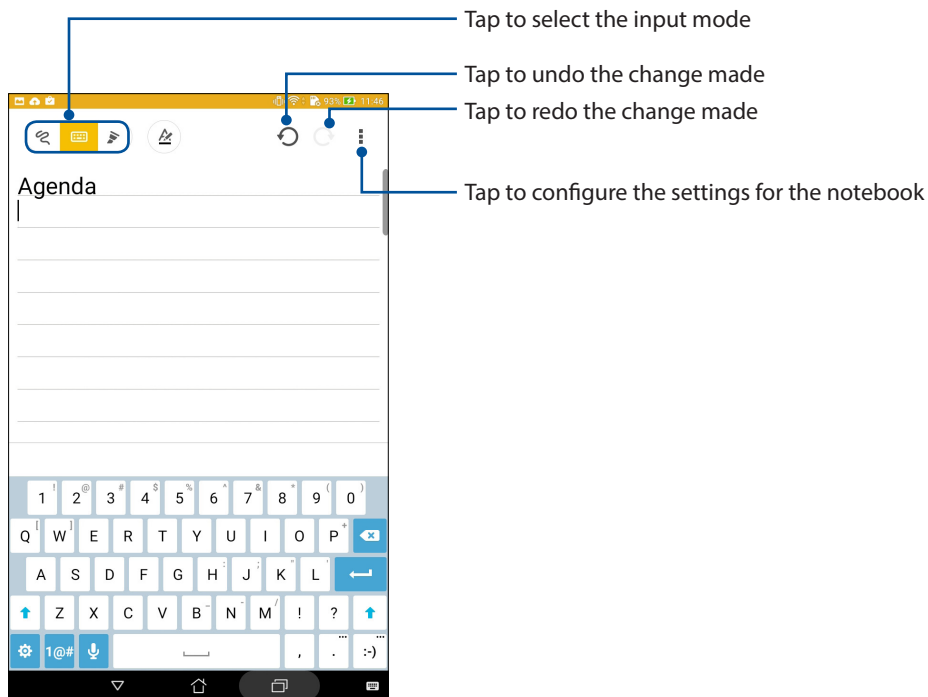 Tap to select the input mode
Tap to undo the change made
93% 11:46
Tap to redo the change made
Tap to configure the settings for the notebook
Agenda
1 ! 2 @ 3 # 4 $ 5 % 6 ^ 7 & 8 * 9 ( 0 )
Q [ W ] E R T Y U I O P +
A S D F G H : J ; K " L '
Z X C V B _ N - M / ! ?
1@# , . ... :-) ...